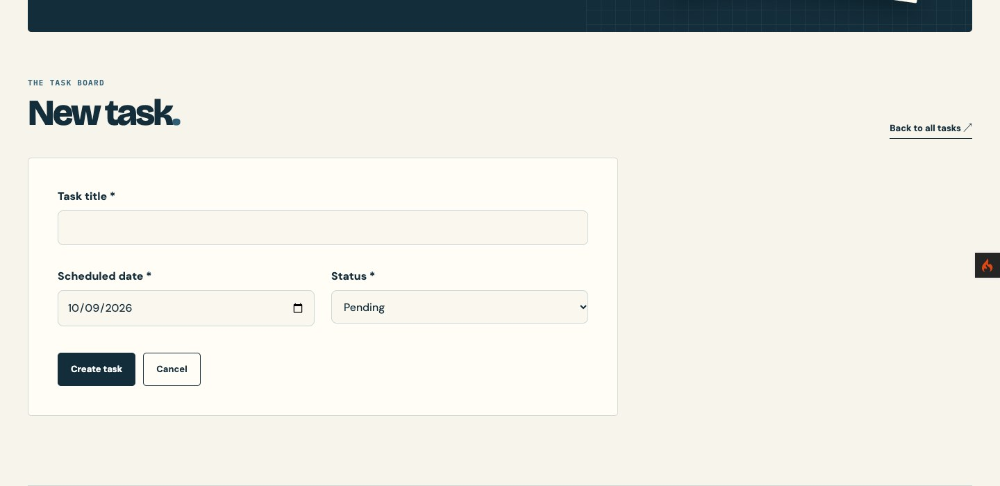 THE TASK BOARD
New task.
Back to all tasks ↗
Task title *
Scheduled date *
Status *
10/09/2026
Pending
Create task
Cancel